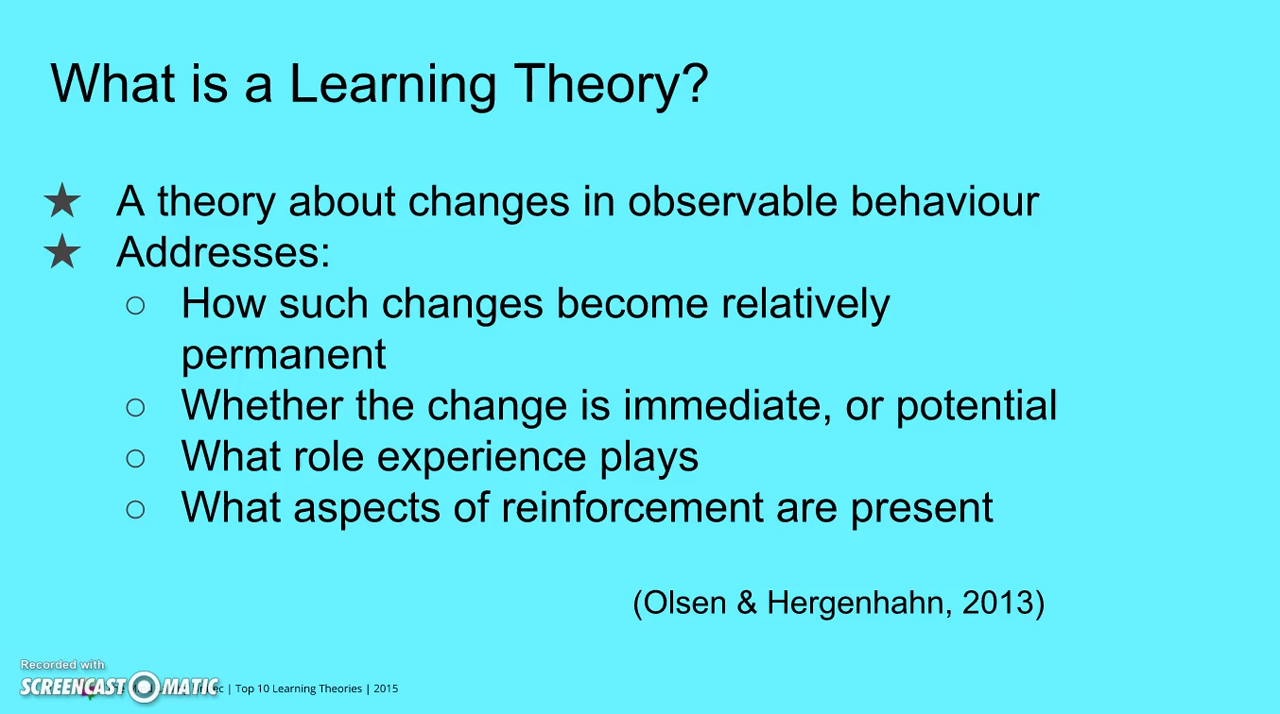 What is a Learning Theory?
★ A theory about changes in observable behaviour
★ Addresses:
○ How such changes become relatively
permanent
○ Whether the change is immediate, or potential
○ What role experience plays
○ What aspects of reinforcement are present
(Olsen & Hergenhahn, 2013)
Recorded with
SCREENCAST-O-MATIC
| Top 10 Learning Theories | 2015